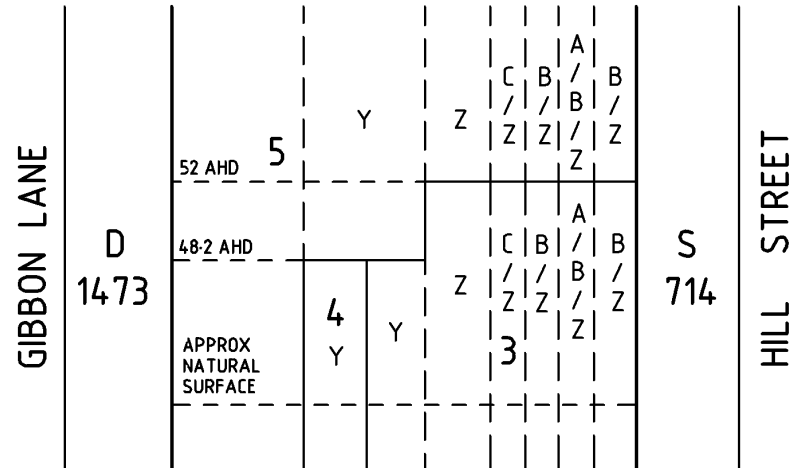 GIBBON LANE
D
1473
5
52 AHD
48·2 AHD
APPROX
NATURAL
SURFACE
Y
Z
C/Z
B/Z
A/B/Z
B/Z
4
Y
Y
Z
C/Z
B/Z
A/B/Z
B/Z
3
S
714
HILL STREET